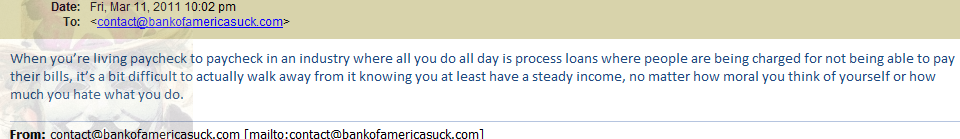 Date: Fri, Mar 11, 2011 10:02 pm
To: <contact@bankofamericasuck.com>
When you’re living paycheck to paycheck in an industry where all you do all day is process loans where people are being charged for not being able to pay
their bills, it’s a bit difficult to actually walk away from it knowing you at least have a steady income, no matter how moral you think of yourself or how
much you hate what you do.
From: contact@bankofamericasuck.com [mailto:contact@bankofamericasuck.com]